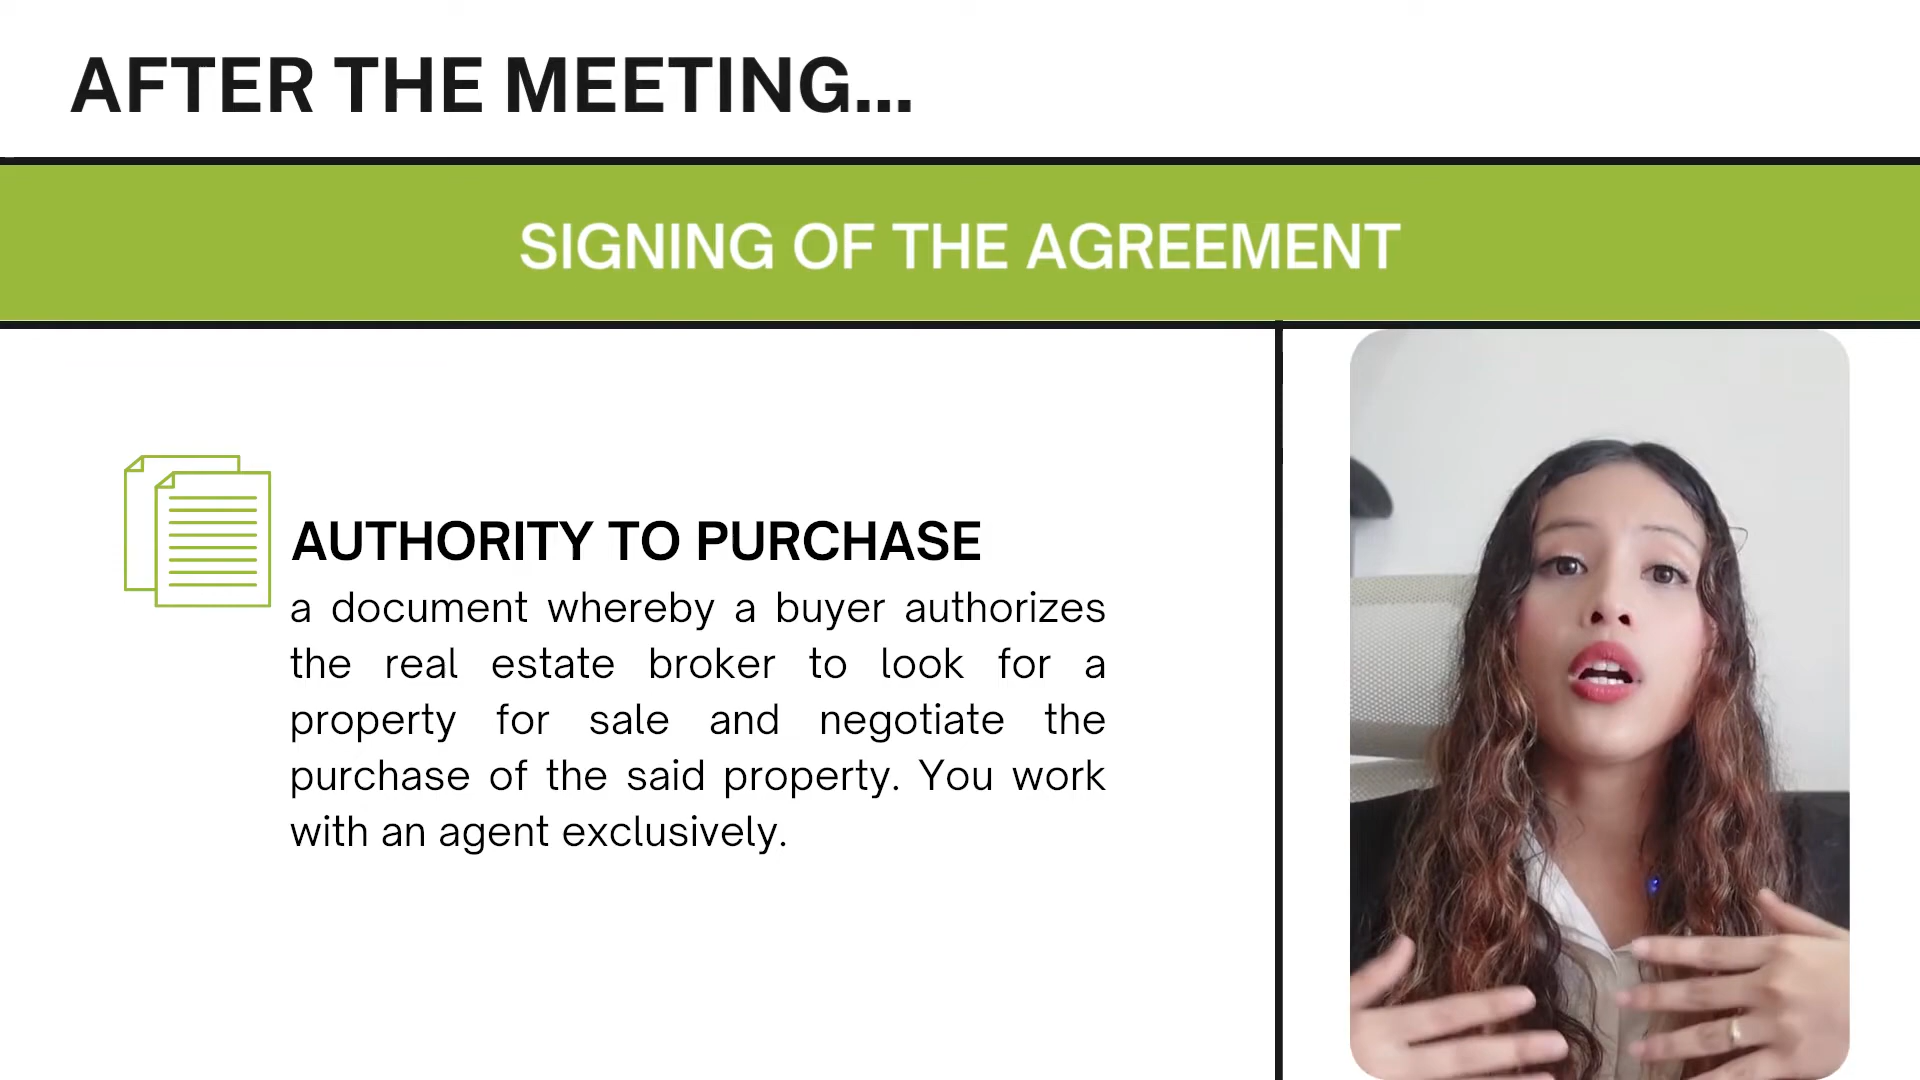 AFTER THE MEETING...
SIGNING OF THE AGREEMENT
AUTHORITY TO PURCHASE
a document whereby a buyer authorizes
the real estate broker to look for a
property for sale and negotiate the
purchase of the said property. You work
with an agent exclusively.